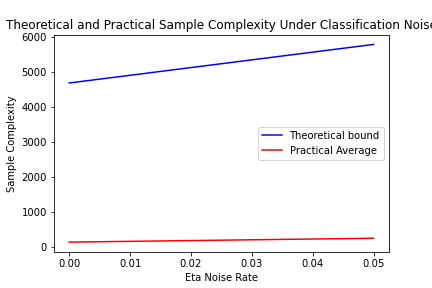 Theoretical and Practical Sample Complexity Under Classification Noise
6000
5000
4000
3000
2000
1000
0
Sample Complexity
Theoretical bound
Practical Average
0.00 0.01 0.02 0.03 0.04 0.05
Eta Noise Rate